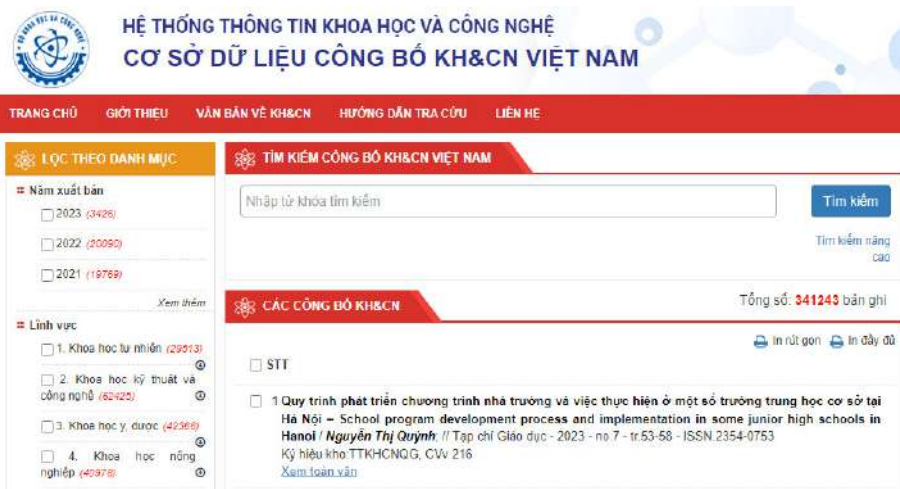 HỆ THỐNG THÔNG TIN KHOA HỌC VÀ CÔNG NGHỆ
CƠ SỞ DỮ LIỆU CÔNG BỐ KH&CN VIỆT NAM
TRANG CHỦ GIỚI THIỆU VĂN BẢN VỀ KH&CN HƯỚNG DẪN TRA CỨU LIÊN HỆ
LỌC THEO DANH MỤC
Năm xuất bản
2023 (3426)
2022 (20090)
2021 (19769)
Xem thêm
Lĩnh vực
1. Khoa học tự nhiên (29513)
2. Khoa học kỹ thuật và
công nghệ (62425)
3. Khoa học y, dược (42366)
4. Khoa học nông
nghiệp (40976)
TÌM KIẾM CÔNG BỐ KH&CN VIỆT NAM
Nhập từ khóa tìm kiếm
Tìm kiếm
Tìm kiếm nâng
cao
CÁC CÔNG BỐ KH&CN
Tổng số: 341243 bản ghi
In rút gọn In đầy đủ
STT
1 Quy trình phát triển chương trình nhà trường và việc thực hiện ở một số trường trung học cơ sở tại
Hà Nội – School program development process and implementation in some junior high schools in
Hanoi / Nguyễn Thị Quỳnh; // Tạp chí Giáo dục - 2023 - no.7 - tr.53-58 - ISSN.2354-0753
Ký hiệu kho:TTKHCNQG, CVv 216
Xem toàn văn